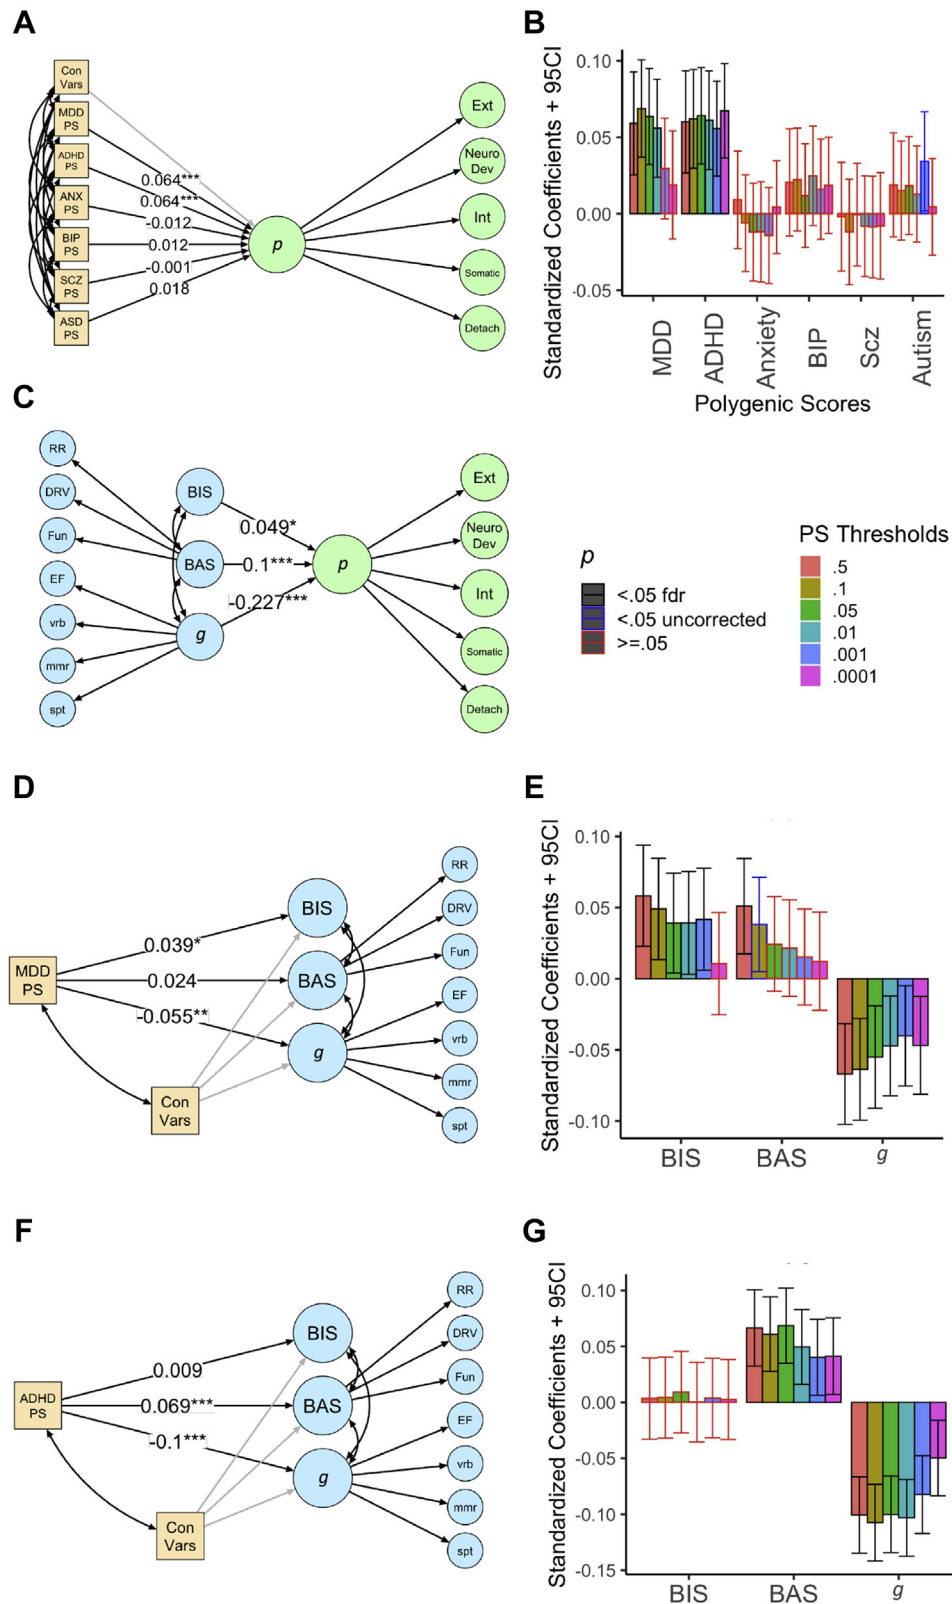 A
Con
Vars
MDD
PS
ADHD
PS
ANX
PS
BIP
PS
SCZ
PS
ASD
PS
0.064***
0.064***
-0.012
0.012
-0.001
0.018
p
Ext
Neuro
Dev
Int
Somatic
Detach
B
Standardized Coefficients + 95CI
0.10
0.05
0.00
-0.05
MDD
ADHD
Anxiety
BIP
Scz
Autism
Polygenic Scores
C
RR
DRV
Fun
EF
vrb
mmr
spt
BIS
BAS
g
0.049*
0.1***
-0.227***
p
Ext
Neuro
Dev
Int
Somatic
Detach
p
<.05 fdr
<.05 uncorrected
>=.05
PS Thresholds
.5
.1
.05
.01
.001
.0001
D
MDD
PS
0.039*
0.024
-0.055**
Con
Vars
BIS
BAS
g
RR
DRV
Fun
EF
vrb
mmr
spt
E
Standardized Coefficients + 95CI
0.10
0.05
0.00
-0.05
-0.10
BIS
BAS
g
F
ADHD
PS
0.009
0.069***
-0.1***
Con
Vars
BIS
BAS
g
RR
DRV
Fun
EF
vrb
mmr
spt
G
Standardized Coefficients + 95CI
0.10
0.05
0.00
-0.05
-0.10
-0.15
BIS
BAS
g